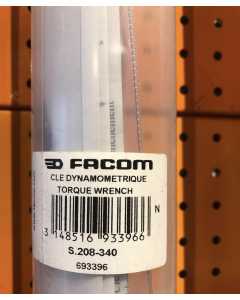 FACOM
CLE DYNAMOMETRIQUE
TORQUE WRENCH
N
3 148516 933966
S.208-340
693396